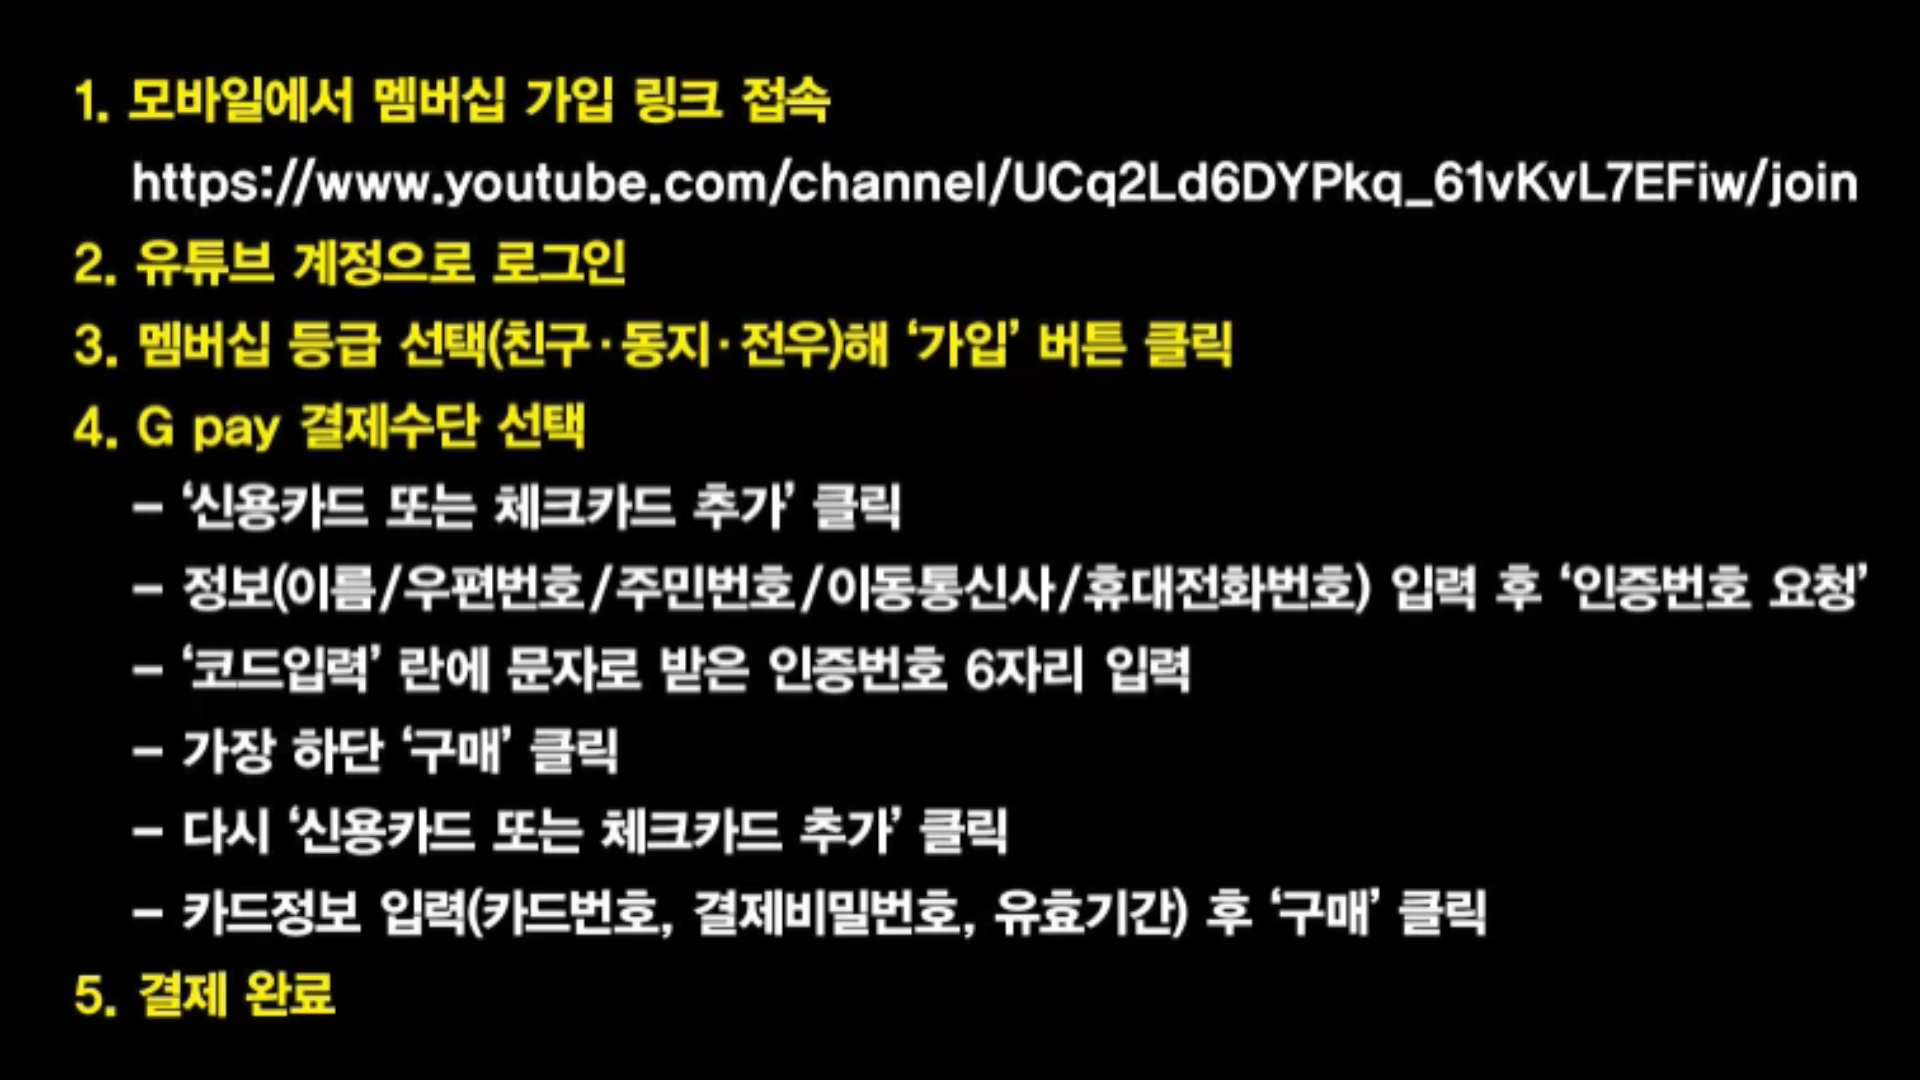 1. 모바일에서 멤버십 가입 링크 접속
https://www.youtube.com/channel/UCq2Ld6DYPkq_61vKvL7EFiw/join
2. 유튜브 계정으로 로그인
3. 멤버십 등급 선택(친구·동지·전우)해 ‘가입’ 버튼 클릭
4. G pay 결제수단 선택
– ‘신용카드 또는 체크카드 추가’ 클릭
– 정보(이름/우편번호/주민번호/이동통신사/휴대전화번호) 입력 후 ‘인증번호 요청’
– ‘코드입력’ 란에 문자로 받은 인증번호 6자리 입력
– 가장 하단 ‘구매’ 클릭
– 다시 ‘신용카드 또는 체크카드 추가’ 클릭
– 카드정보 입력(카드번호, 결제비밀번호, 유효기간) 후 ‘구매’ 클릭
5. 결제 완료